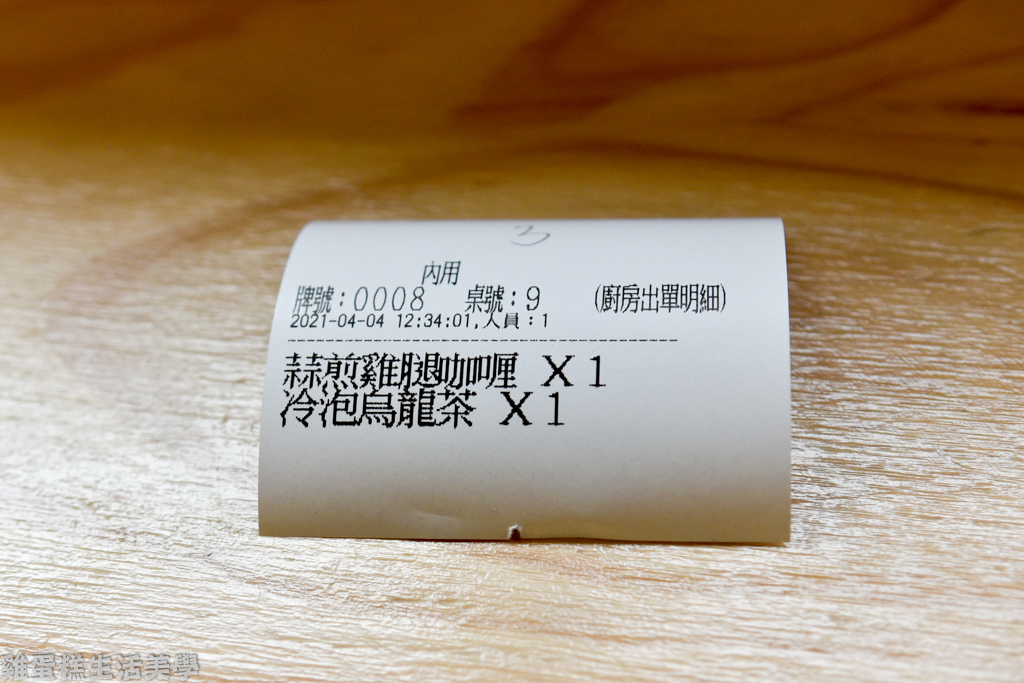 內用
牌號：0008 桌號：9 (廚房出單明細)
2021-04-04 12:34:01,人員：1
蒜煎雞腿咖喱 X1
冷泡烏龍茶 X1
雞蛋糕生活美學